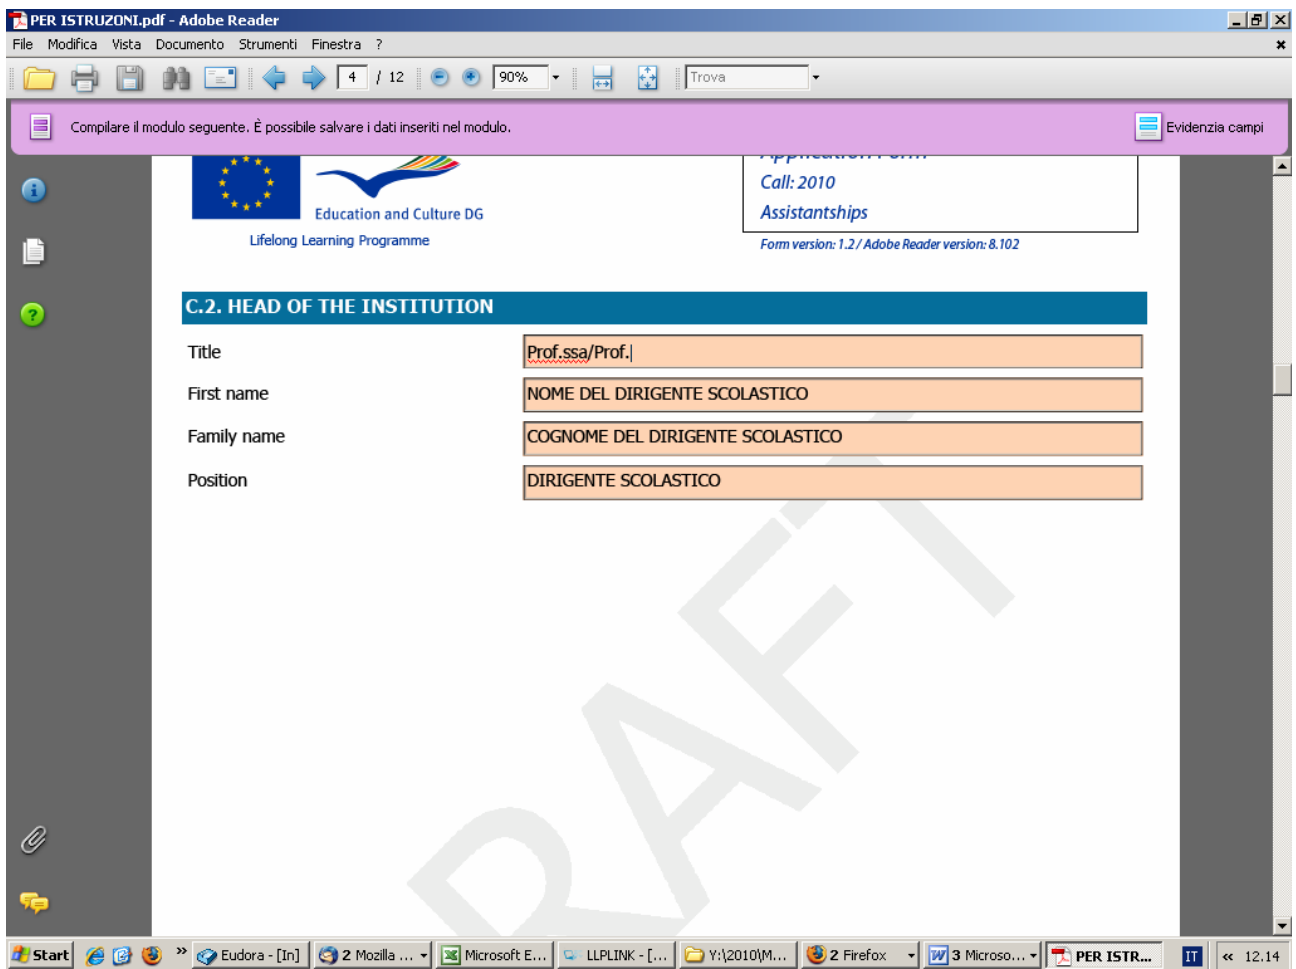 PER ISTRUZONI.pdf - Adobe Reader
File Modifica Vista Documento Strumenti Finestra ?
4 / 12 90% Trova
Compilare il modulo seguente. È possibile salvare i dati inseriti nel modulo. Evidenzia campi
Application Form
Call: 2010
Education and Culture DG Assistantships
Lifelong Learning Programme
Form version: 1.2 / Adobe Reader version: 8.102
C.2. HEAD OF THE INSTITUTION
Title Prof.ssa/Prof.
First name NOME DEL DIRIGENTE SCOLASTICO
Family name COGNOME DEL DIRIGENTE SCOLASTICO
Position DIRIGENTE SCOLASTICO
RAFT
Start » Eudora - [In] 2 Mozilla ... Microsoft E... LLPLINK - [... Y:\2010\M... 2 Firefox 3 Microso... PER ISTR... IT « 12.14